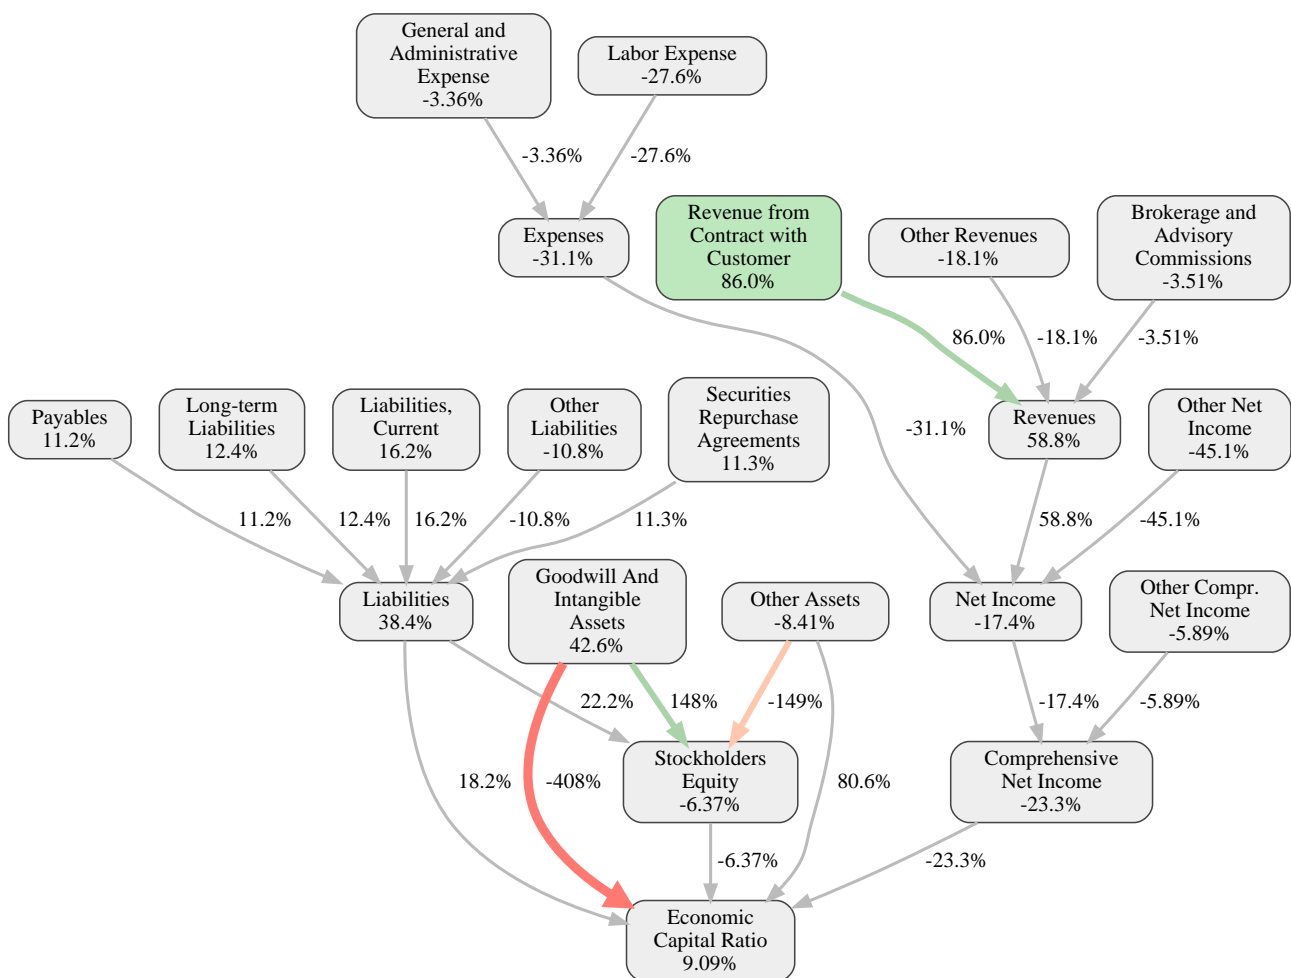 General and
Administrative
Expense
-3.36%
Labor Expense
-27.6%
-3.36%
-27.6%
Expenses
-31.1%
Revenue from
Contract with
Customer
86.0%
Other Revenues
-18.1%
Brokerage and
Advisory
Commissions
-3.51%
86.0%
-18.1%
-3.51%
Payables
11.2%
Long-term
Liabilities
12.4%
Liabilities,
Current
16.2%
Other
Liabilities
-10.8%
Securities
Repurchase
Agreements
11.3%
-31.1%
Revenues
58.8%
Other Net
Income
-45.1%
11.2%
12.4%
16.2%
-10.8%
11.3%
58.8%
-45.1%
Liabilities
38.4%
Goodwill And
Intangible
Assets
42.6%
Other Assets
-8.41%
Net Income
-17.4%
Other Compr.
Net Income
-5.89%
22.2%
148%
-149%
-17.4%
-5.89%
18.2%
-408%
Stockholders
Equity
-6.37%
80.6%
Comprehensive
Net Income
-23.3%
-6.37%
-23.3%
Economic
Capital Ratio
9.09%